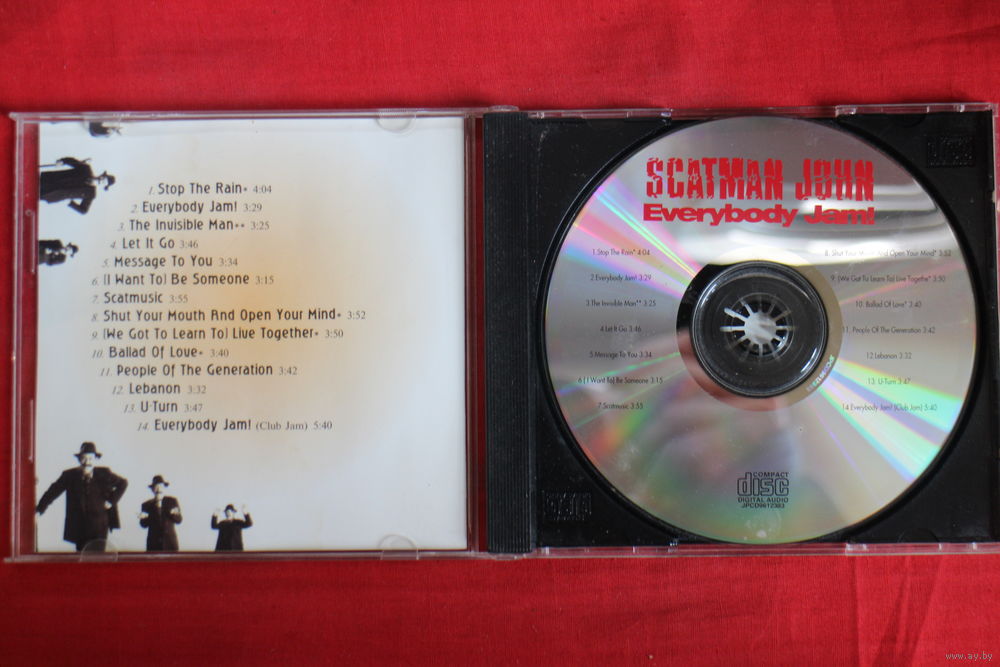 1. Stop The Rain* 4:04
2. Everybody Jam! 3:29
3. The Invisible Man** 3:25
4. Let It Go 3:46
5. Message To You 3:34
6. (I Want To) Be Someone 3:15
7. Scatmusic 3:55
8. Shut Your Mouth And Open Your Mind* 3:52
9. (We Got To Learn To) Live Together* 3:50
10. Ballad Of Love* 3:40
11. People Of The Generation 3:42
12. Lebanon 3:32
13. U-Turn 3:47
14. Everybody Jam! (Club Jam) 5:40
SCATMAN JOHN
Everybody Jam!
1.Stop The Rain* 4:04
2.Everybody Jam! 3:29
3.The Invisible Man** 3:25
4.Let It Go 3:46
5.Message To You 3:34
6.(I Want To) Be Someone 3:15
7.Scatmusic 3:55
8. Shut Your Mouth And Open Your Mind* 3:52
9. (We Got To Learn To) Live Togethe* 3:50
10. Ballad Of Love* 3:40
11. People Of The Generation 3:42
12.Lebanon 3:32
13. U-Turn 3:47
14.Everybody Jam! (Club Jam) 5:40
COMPACT
disc
DIGITAL AUDIO
JPCD9612383
www.ay.by